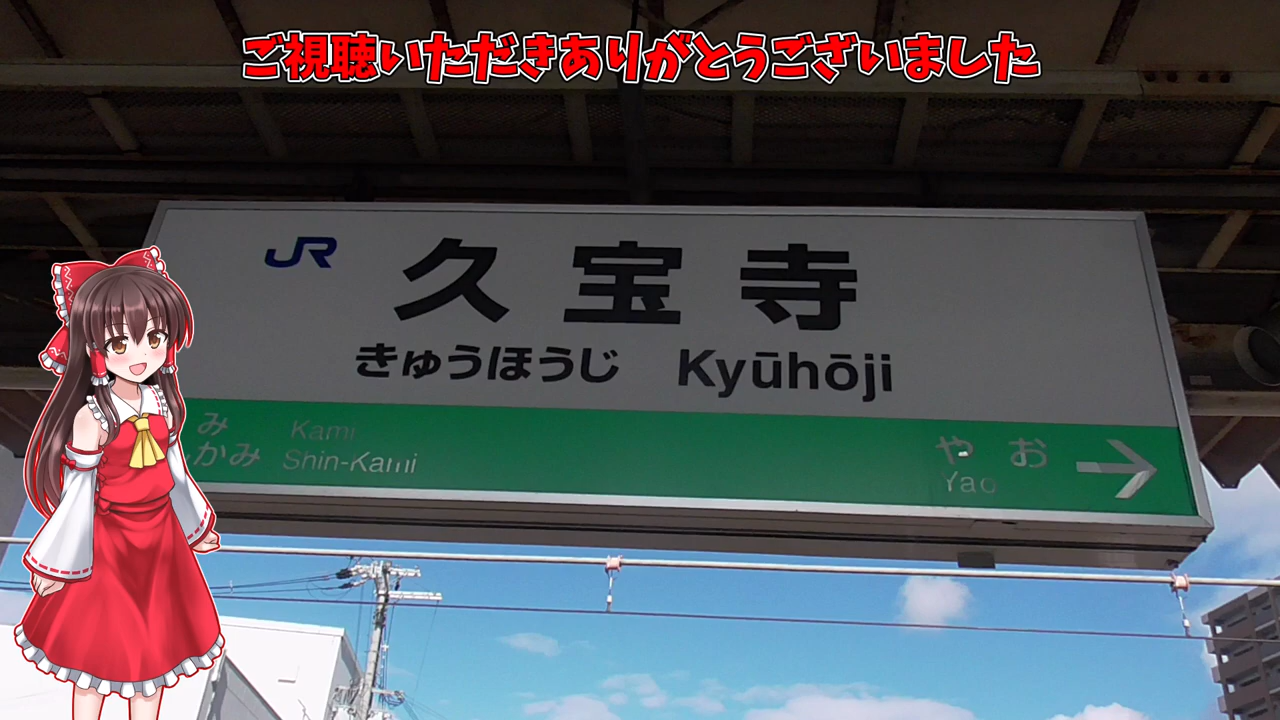 ご視聴いただきありがとうございました
JR 久宝寺
きゅうほうじ Kyūhōji
み Kami
かみ Shin-Kami
やお
Yao